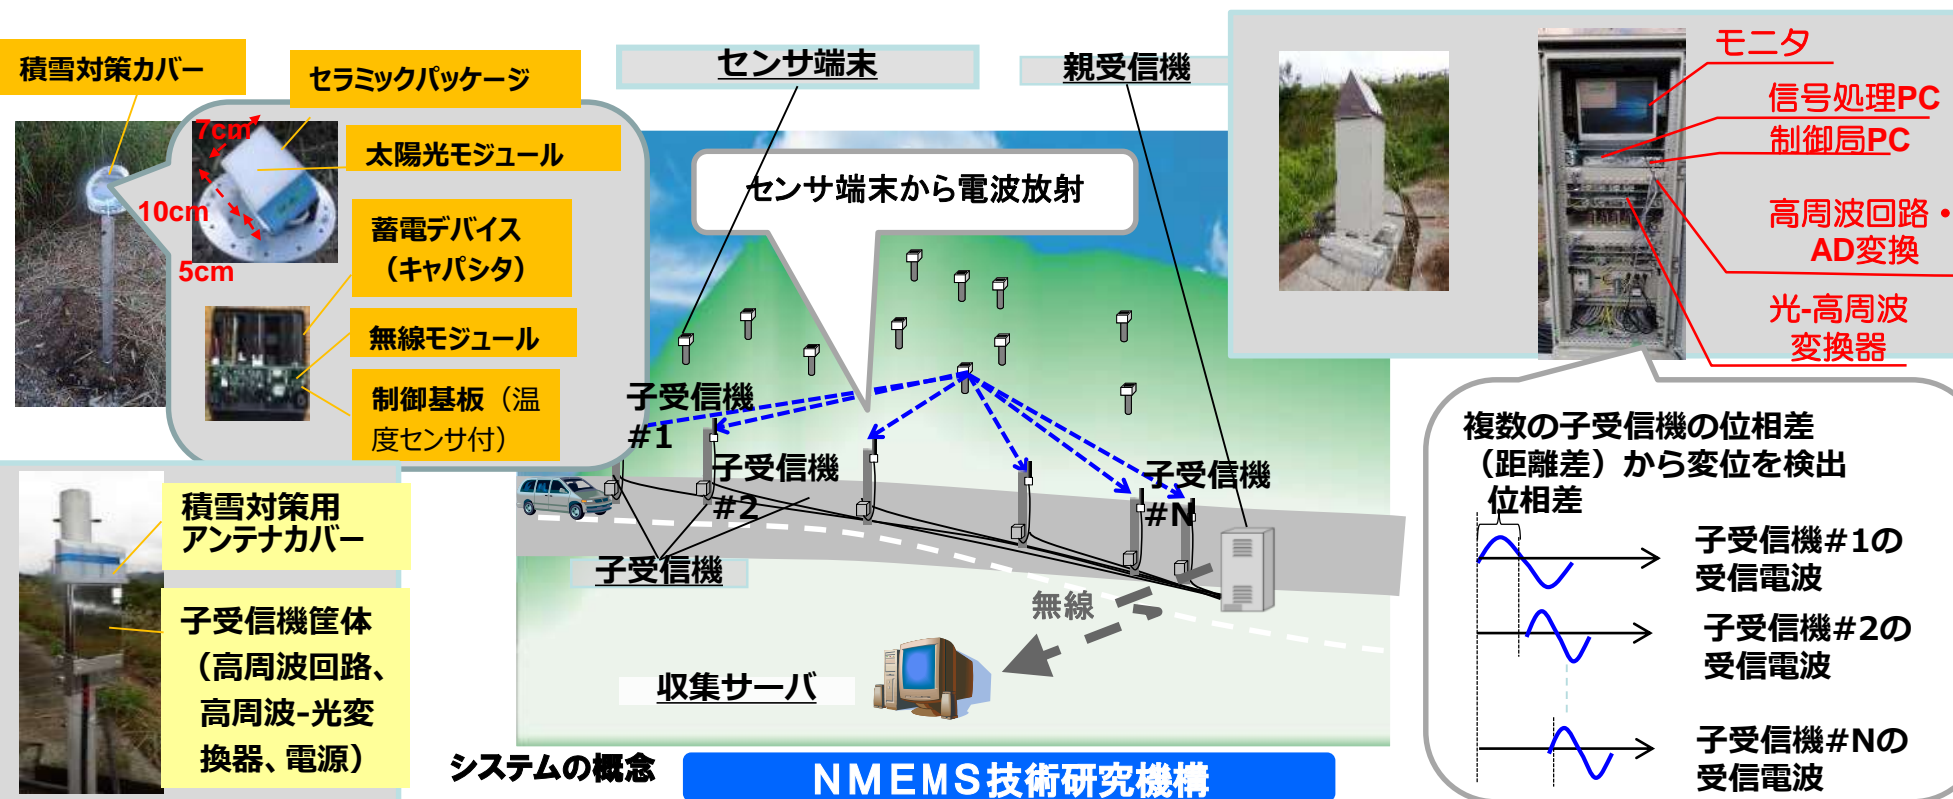 積雪対策カバー
セラミックパッケージ
7cm
太陽光モジュール
10cm
5cm
蓄電デバイス
（キャパシタ）
無線モジュール
制御基板（温
度センサ付）
センサ端末
親受信機
センサ端末から電波放射
モニタ
信号処理PC
制御局PC
高周波回路・
AD変換
光-高周波
変換器
子受信機
#1
子受信機
#2
子受信機
#N
子受信機
無線
収集サーバ
積雪対策用
アンテナカバー
子受信機筐体
（高周波回路、
高周波-光変
換器、電源）
複数の子受信機の位相差
（距離差）から変位を検出
位相差
子受信機#1の
受信電波
子受信機#2の
受信電波
子受信機#Nの
受信電波
システムの概念
NMEMS技術研究機構